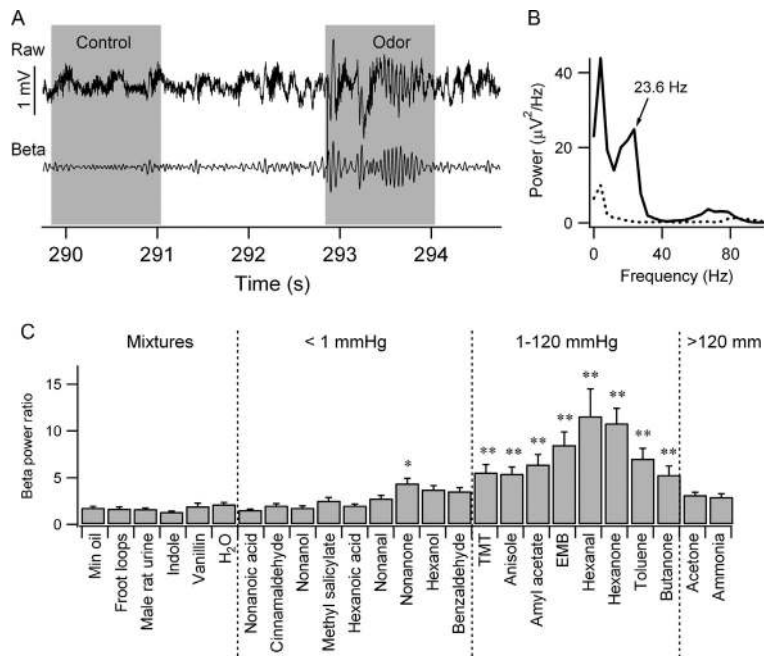 A
Raw
Control
Odor
1 mV
Beta
290 291 292 293 294
Time (s)
B
Power (μV²/Hz)
40
20
0
23.6 Hz
0 40 80
Frequency (Hz)
C
Mixtures < 1 mmHg 1-120 mmHg >120 mm
Beta power ratio
15
10
5
0
* ** ** ** ** ** ** ** **
Min oil
Froot loops
Male rat urine
Indole
Vanillin
H₂O
Nonanoic acid
Cinnamaldehyde
Nonanol
Methyl salicylate
Hexanoic acid
Nonanal
Nonanone
Hexanol
Benzaldehyde
TMT
Anisole
Amyl acetate
EMB
Hexanal
Hexanone
Toluene
Butanone
Acetone
Ammonia